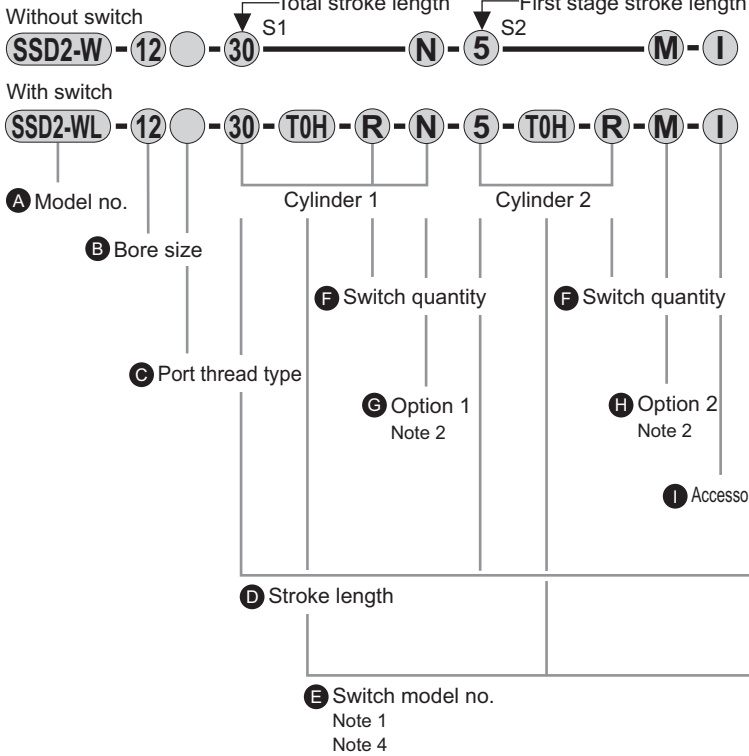 Total stroke length
First stage stroke length
Without switch
S1
S2
SSD2-W - 12 - 30 N - 5 M - I
With switch
SSD2-WL - 12 - 30 - T0H - R - N - 5 - T0H - R - M - I
A Model no.
Cylinder 1
Cylinder 2
B Bore size
F Switch quantity
F Switch quantity
C Port thread type
G Option 1
Note 2
H Option 2
Note 2
I Accesso
D Stroke length
E Switch model no.
Note 1
Note 4